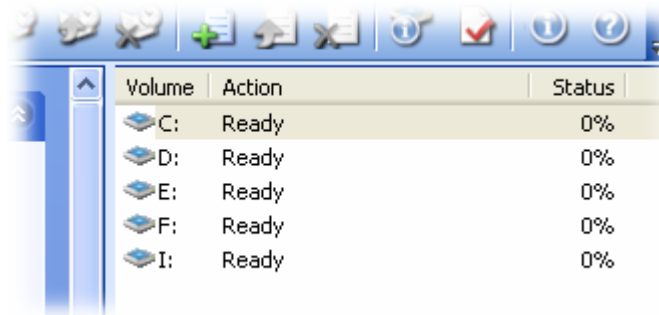 Volume Action Status
C: Ready 0%
D: Ready 0%
E: Ready 0%
F: Ready 0%
I: Ready 0%